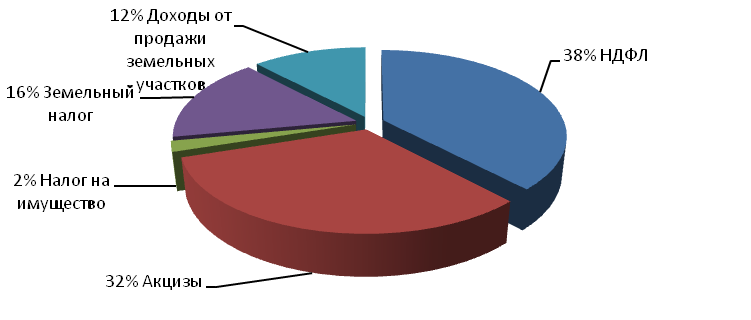 12% Доходы от
продажи
земельных
участков
38% НДФЛ
16% Земельный
налог
2% Налог на
имущество
32% Акцизы